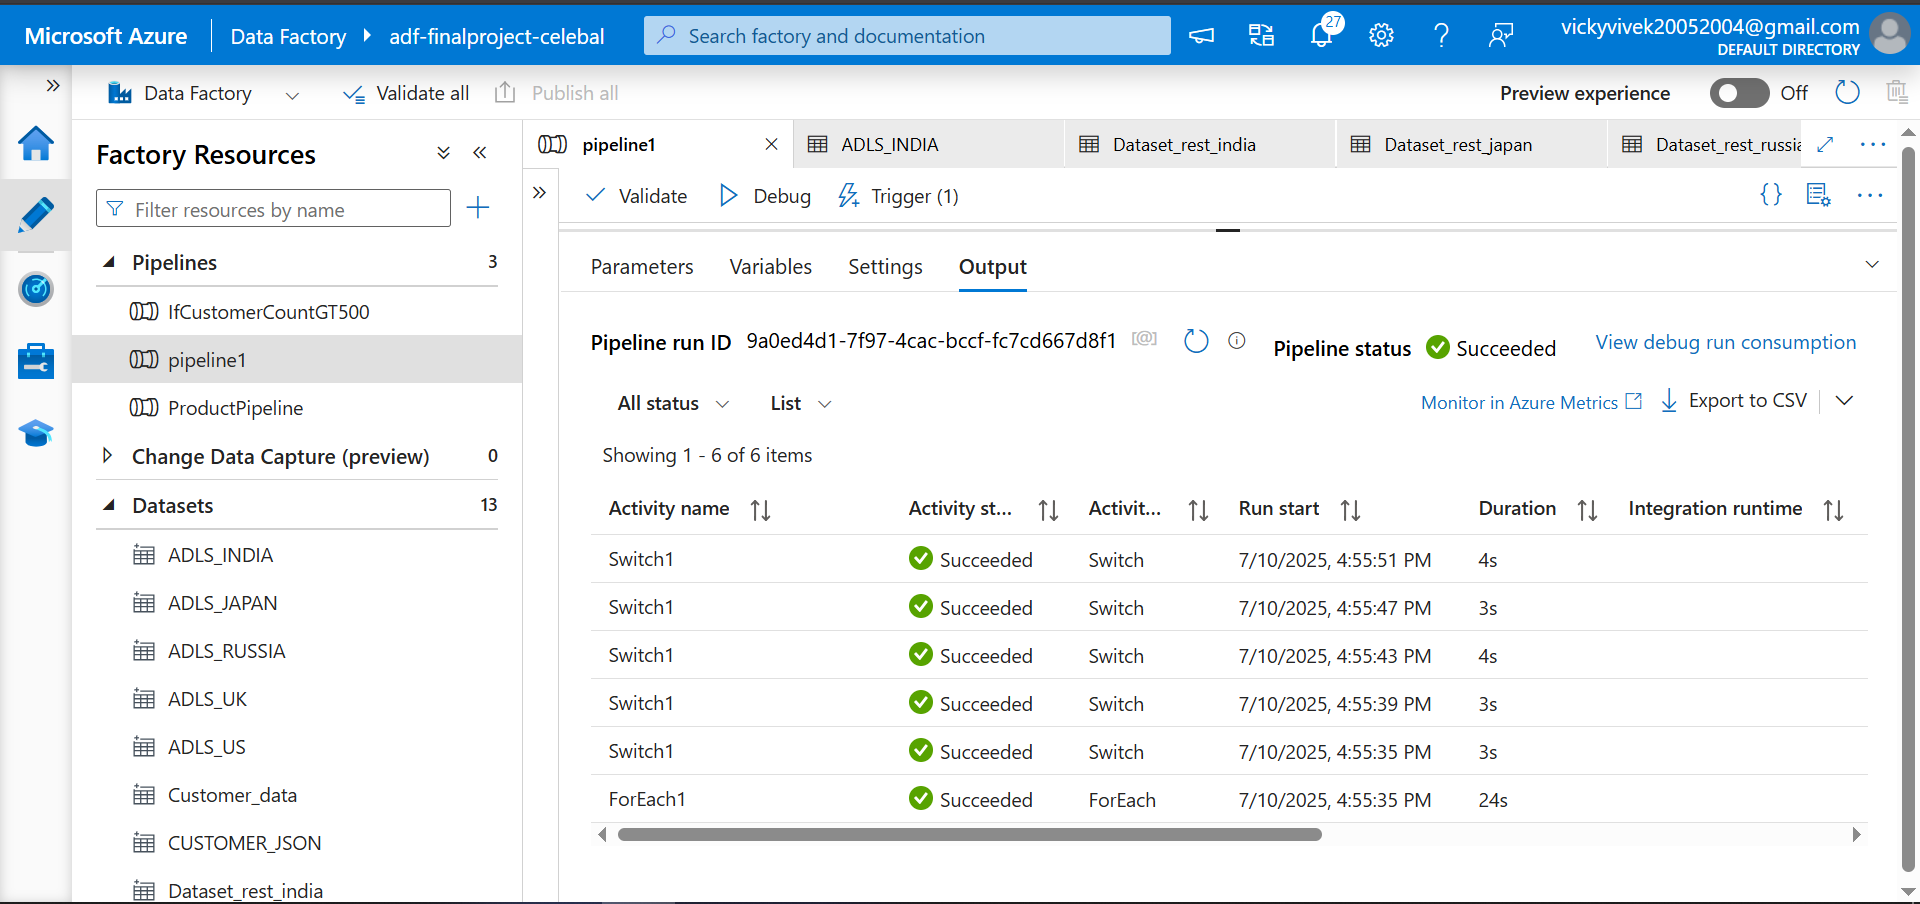 Microsoft Azure
Data Factory
adf-finalproject-celebal
Search factory and documentation
27
vickyvivek20052004@gmail.com
DEFAULT DIRECTORY
Data Factory
Validate all
Publish all
Preview experience
Off
Factory Resources
Filter resources by name
Pipelines 3
IfCustomerCountGT500
pipeline1
ProductPipeline
Change Data Capture (preview) 0
Datasets 13
ADLS_INDIA
ADLS_JAPAN
ADLS_RUSSIA
ADLS_UK
ADLS_US
Customer_data
CUSTOMER_JSON
Dataset_rest_india
pipeline1
ADLS_INDIA
Dataset_rest_india
Dataset_rest_japan
Dataset_rest_russia
Validate
Debug
Trigger (1)
{}
Parameters
Variables
Settings
Output
Pipeline run ID 9a0ed4d1-7f97-4cac-bccf-fc7cd667d8f1 [@]
Pipeline status Succeeded
View debug run consumption
All status
List
Monitor in Azure Metrics
Export to CSV
Showing 1 - 6 of 6 items
Activity name Activity st... Activit... Run start Duration Integration runtime
Switch1 Succeeded Switch 7/10/2025, 4:55:51 PM 4s
Switch1 Succeeded Switch 7/10/2025, 4:55:47 PM 3s
Switch1 Succeeded Switch 7/10/2025, 4:55:43 PM 4s
Switch1 Succeeded Switch 7/10/2025, 4:55:39 PM 3s
Switch1 Succeeded Switch 7/10/2025, 4:55:35 PM 3s
ForEach1 Succeeded ForEach 7/10/2025, 4:55:35 PM 24s